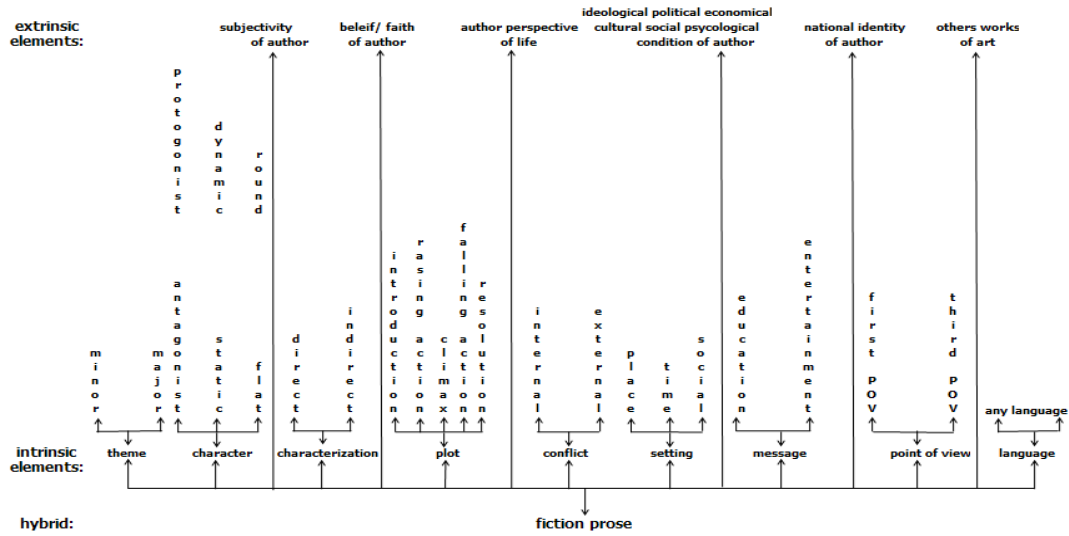 extrinsic
elements:
subjectivity
of author
beleif/ faith
of author
author perspective
of life
ideological political economical
cultural social psycological
condition of author
national identity
of author
others works
of art
protogonist
dynamic
round
antagonist
static
flat
minor
major
direct
indirect
introduction
rasing action
climax
falling action
resolution
internal
external
place
time
social
education
entertainment
first POV
third POV
any language
intrinsic
elements:
theme
character
characterization
plot
conflict
setting
message
point of view
language
hybrid:
fiction prose